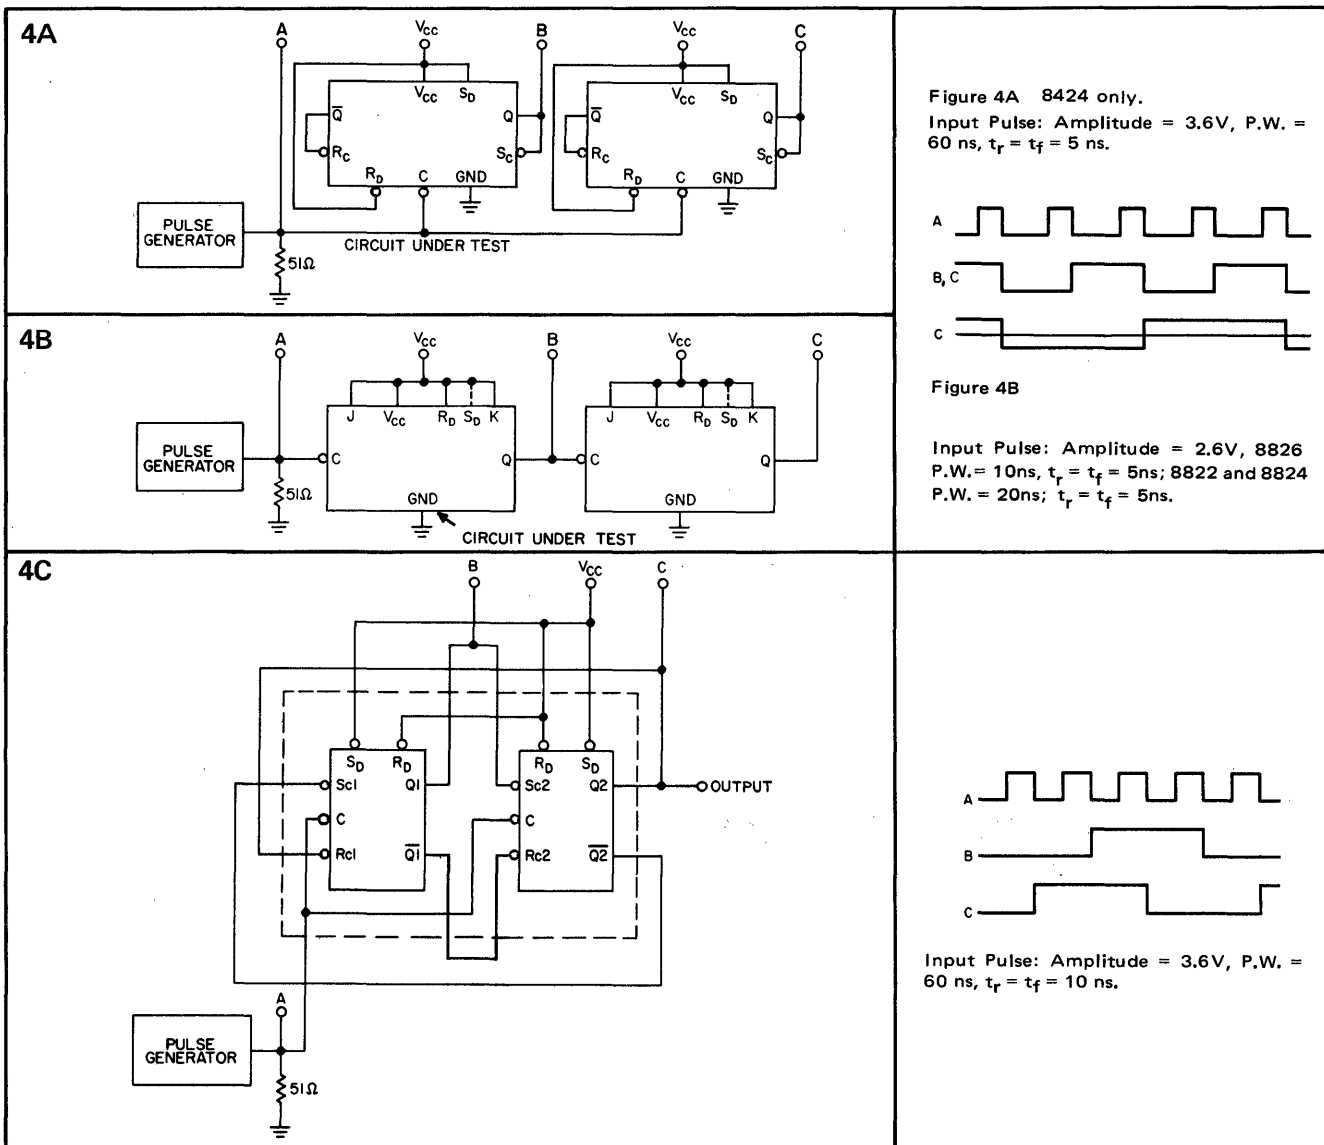 4A
A
VCC
B
VCC
C
VCC SD
Q̅
Q
RC
SC
RD C GND
VCC SD
Q̅
Q
RC
SC
RD C GND
PULSE
GENERATOR
51Ω
CIRCUIT UNDER TEST
Figure 4A 8424 only.
Input Pulse: Amplitude = 3.6V, P.W. =
60 ns, tr = tf = 5 ns.
A
B, C
C
Figure 4B
Input Pulse: Amplitude = 2.6V, 8826
P.W. = 10ns, tr = tf = 5ns; 8822 and 8824
P.W. = 20ns; tr = tf = 5ns.
4B
A
VCC
B
VCC
C
J VCC RD SD K
C
Q
GND
J VCC RD SD K
C
Q
GND
PULSE
GENERATOR
51Ω
CIRCUIT UNDER TEST
4C
B
VCC
C
SD RD
Sc1
Q1
C
Rc1
Q̅1̅
RD SD
Sc2
Q2
C
Rc2
Q̅2̅
OUTPUT
A
PULSE
GENERATOR
51Ω
A
B
C
Input Pulse: Amplitude = 3.6V, P.W. =
60 ns, tr = tf = 10 ns.